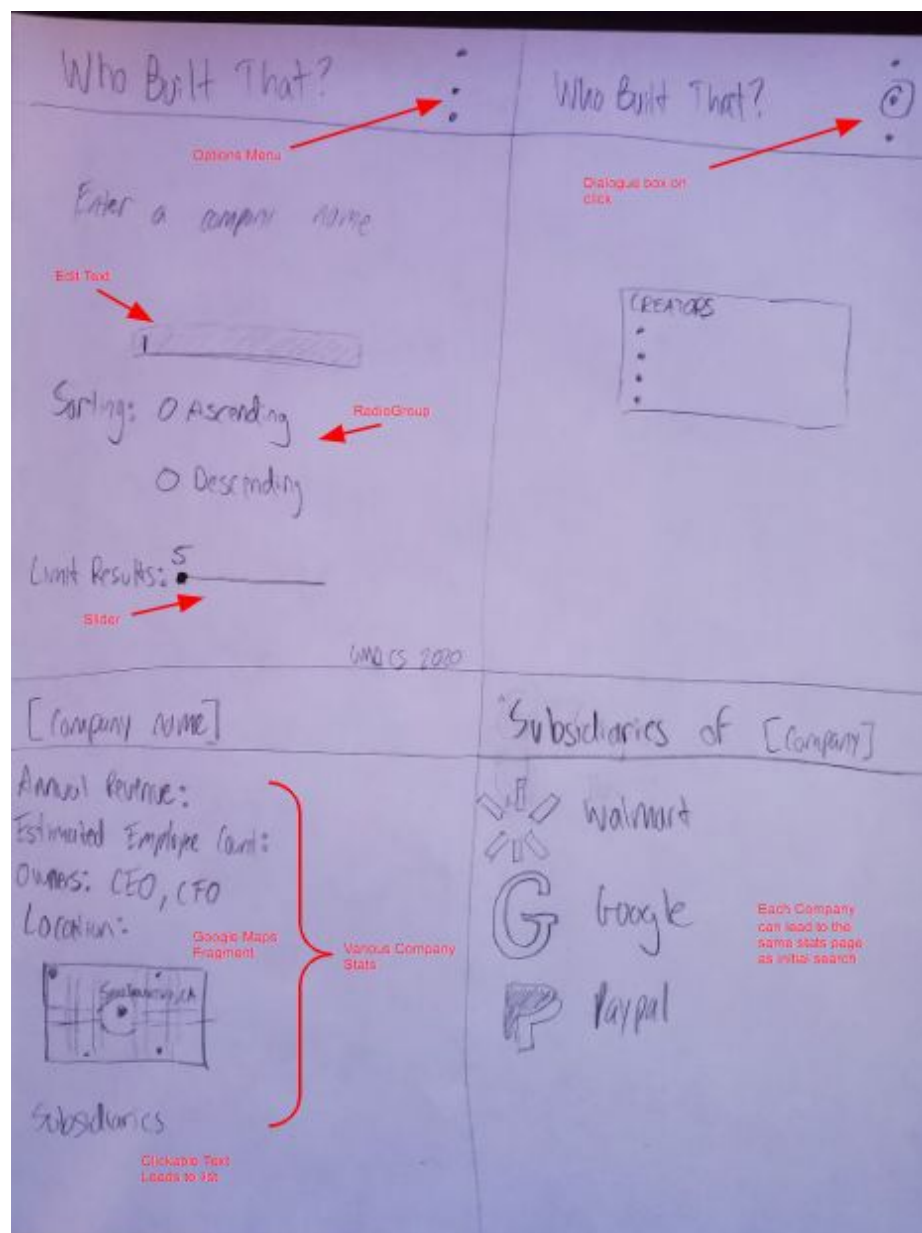 Who Built That?
Options Menu
Enter a company name
Edit Text
Sorting: O Ascending
RadioGroup
O Descending
5
Limit Results:
Slider
CS 2020
Who Built That?
Dialogue box on
click
CREATORS
[Company name]
Annual Revenue:
Estimated Employee Count:
Owners: CEO, CFO
Location:
Google Maps
Fragment
Various Company
Stats
Subsidiaries
Clickable Text
Leads to list
Subsidiaries of [Company]
Walmart
G Google
P Paypal
Each Company
can lead to the
same stats page
as initial search